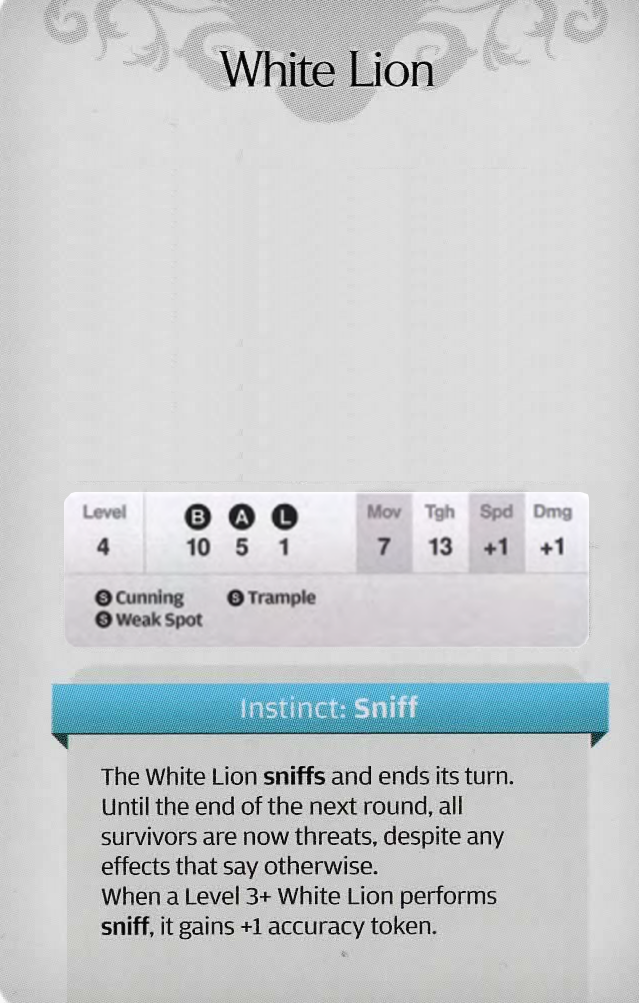 White Lion
Level B A L Mov Tgh Spd Dmg
4 10 5 1 7 13 +1 +1
S Cunning S Trample
S Weak Spot
Instinct: Sniff
The White Lion sniffs and ends its turn.
Until the end of the next round, all
survivors are now threats, despite any
effects that say otherwise.
When a Level 3+ White Lion performs
sniff, it gains +1 accuracy token.